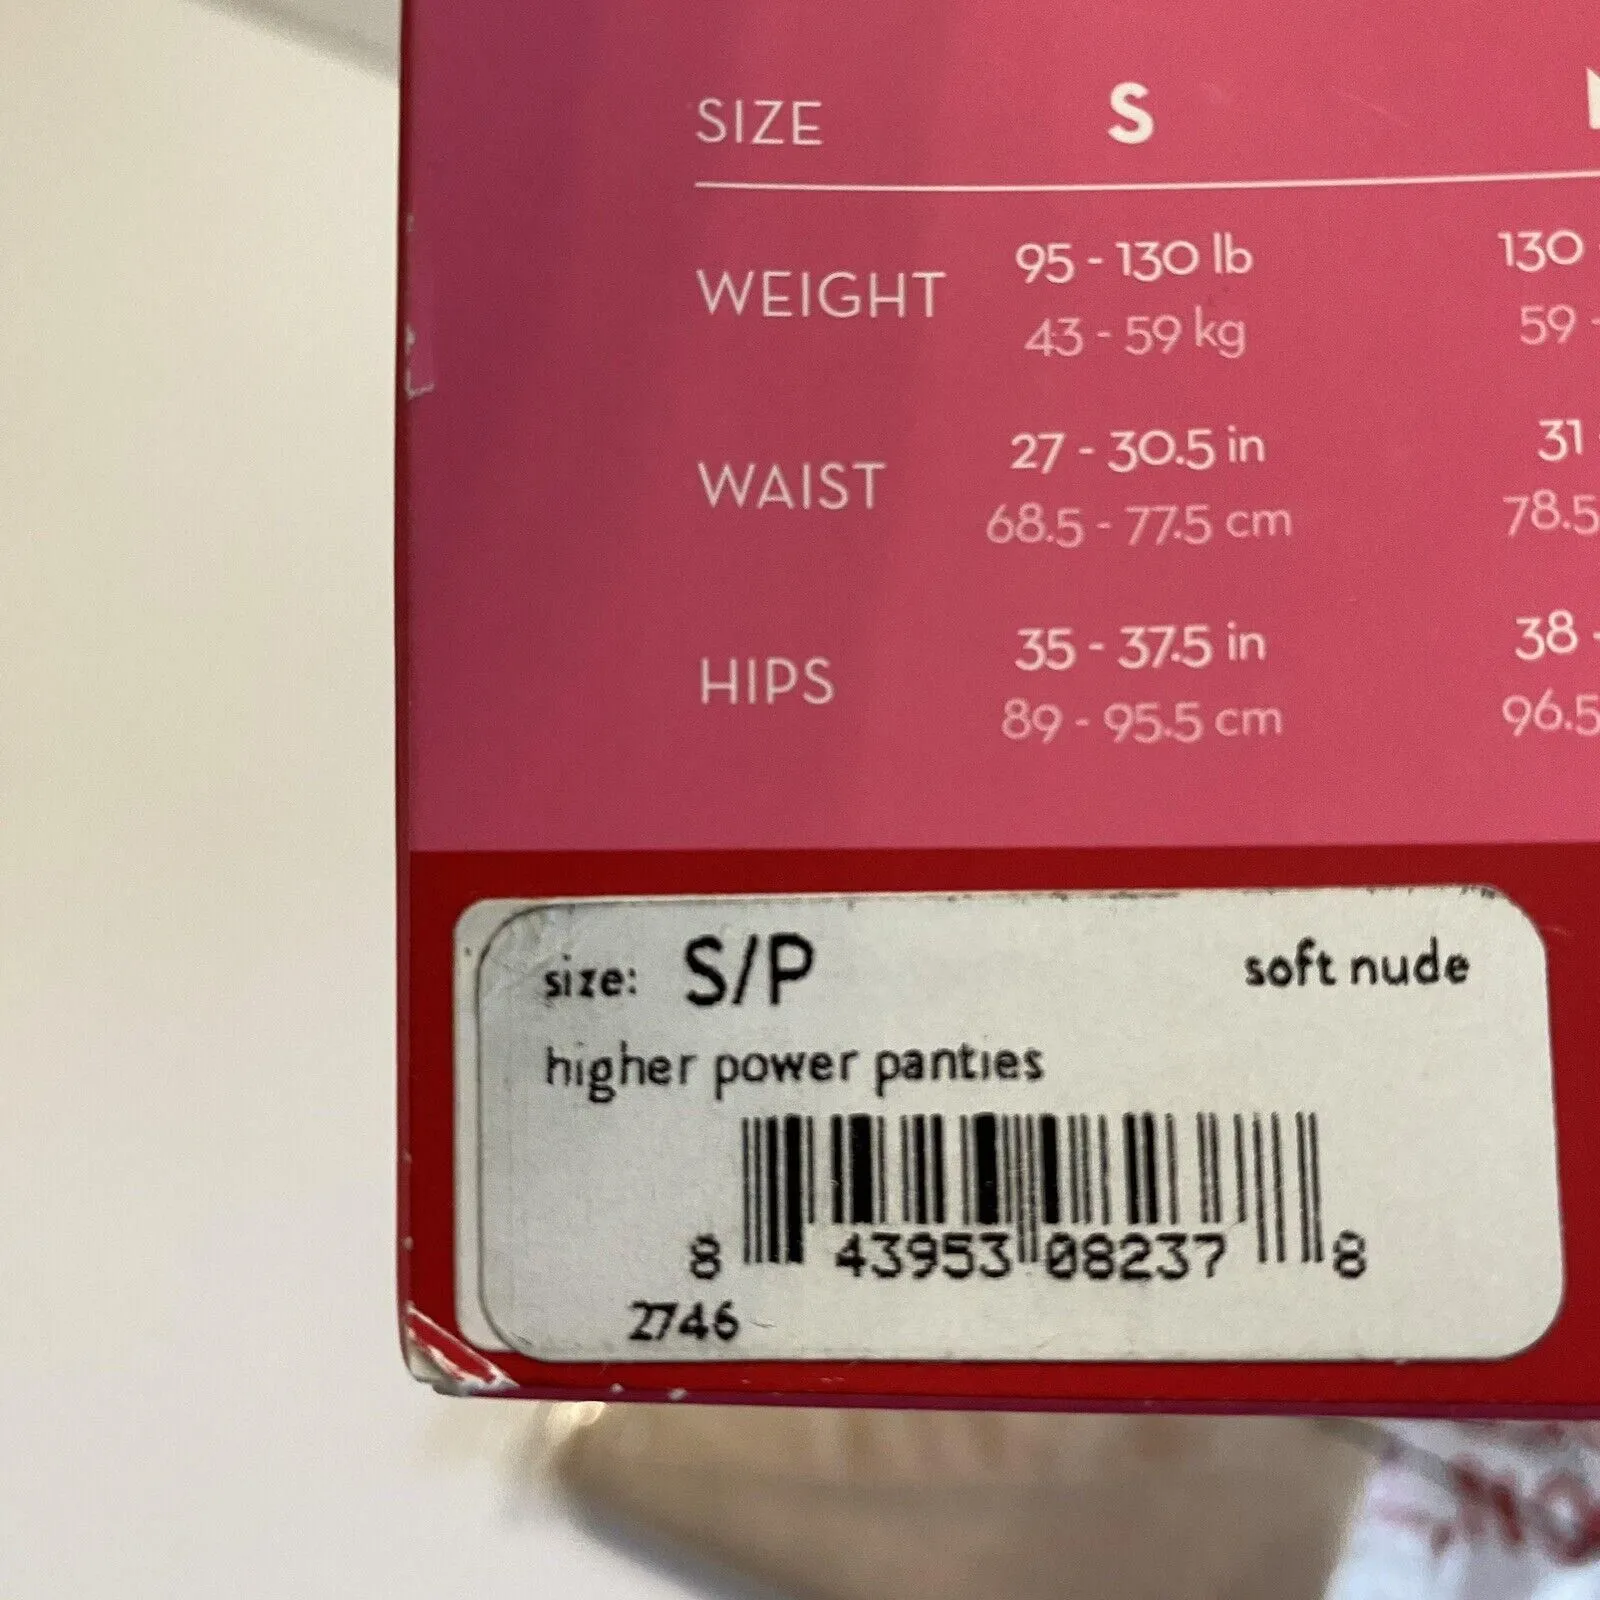 SIZE S
WEIGHT 95 - 130 lb 130 -
43 - 59 kg 59 -
WAIST 27 - 30.5 in 31 -
68.5 - 77.5 cm 78.5
HIPS 35 - 37.5 in 38 -
89 - 95.5 cm 96.5
size: S/P soft nude
higher power panties
8 43953 08237 8
2746